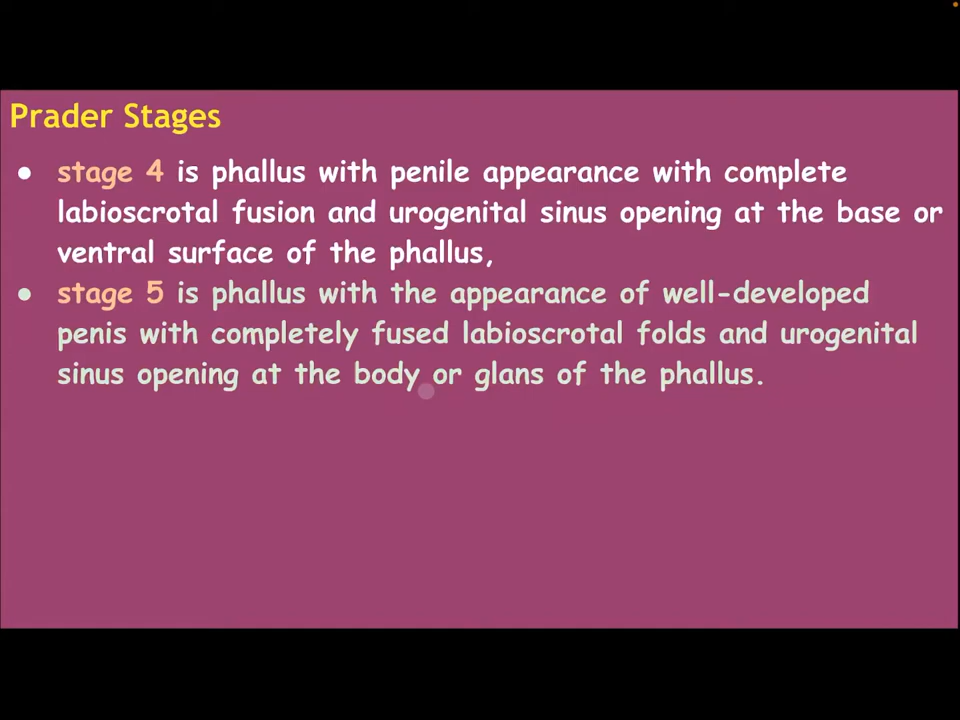 Prader Stages
● stage 4 is phallus with penile appearance with complete
labioscrotal fusion and urogenital sinus opening at the base or
ventral surface of the phallus,
● stage 5 is phallus with the appearance of well-developed
penis with completely fused labioscrotal folds and urogenital
sinus opening at the body or glans of the phallus.